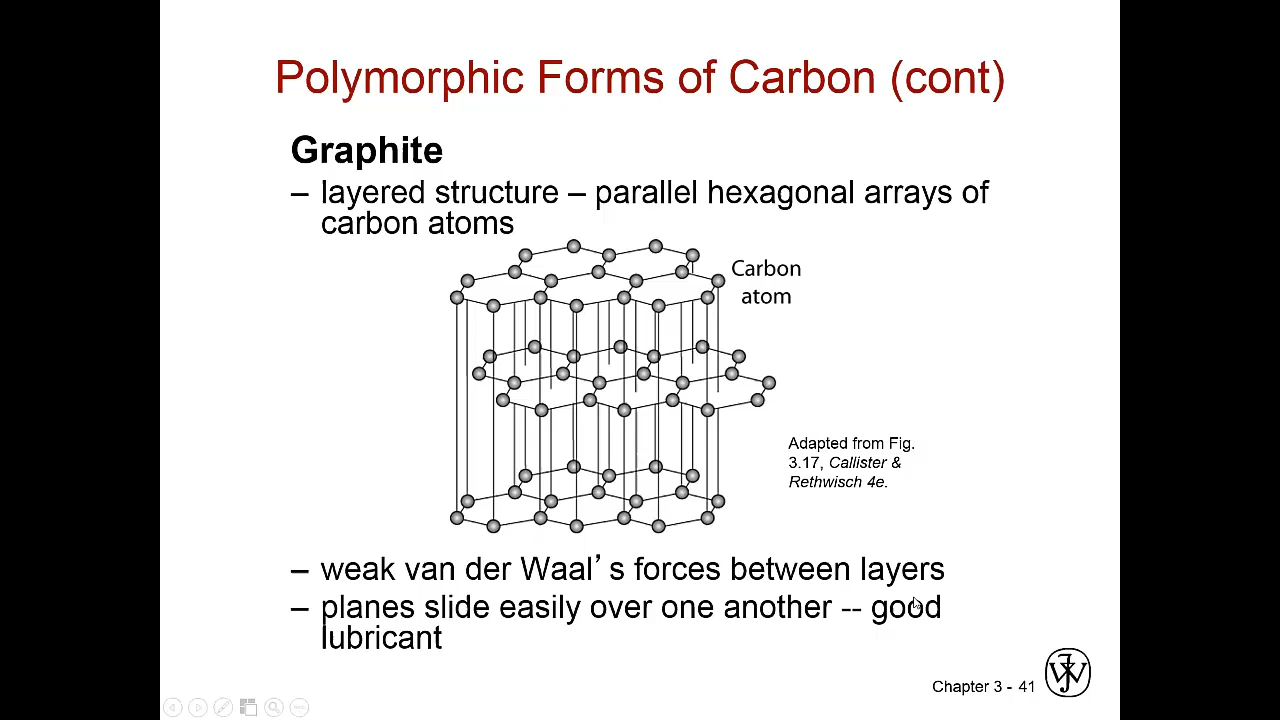 Polymorphic Forms of Carbon (cont)
Graphite
– layered structure – parallel hexagonal arrays of
carbon atoms
Carbon
atom
Adapted from Fig.
3.17, Callister &
Rethwisch 4e.
– weak van der Waal’s forces between layers
– planes slide easily over one another -- good
lubricant
Chapter 3 - 41